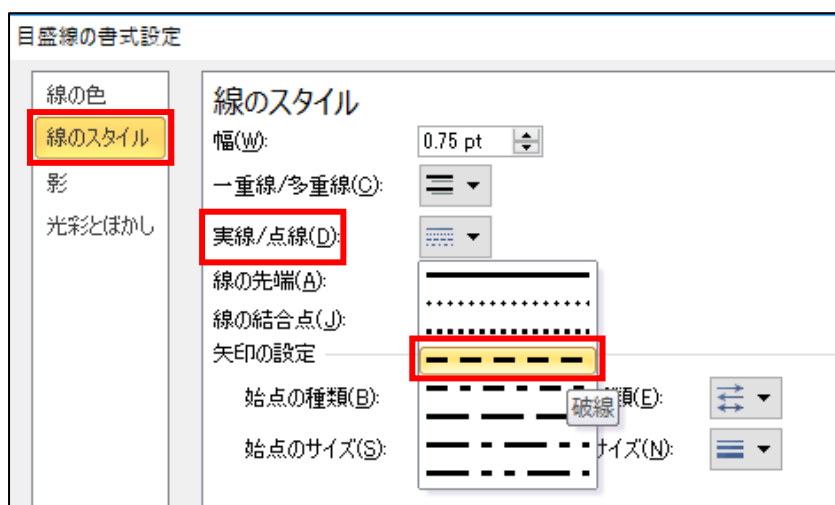 目盛線の書式設定
線の色
線のスタイル
影
光彩とぼかし
線のスタイル
幅(W): 0.75 pt
一重線/多重線(C):
実線/点線(D):
線の先端(A):
線の結合点(J):
矢印の設定
始点の種類(B): 類(E):
破線
始点のサイズ(S): サイズ(N):